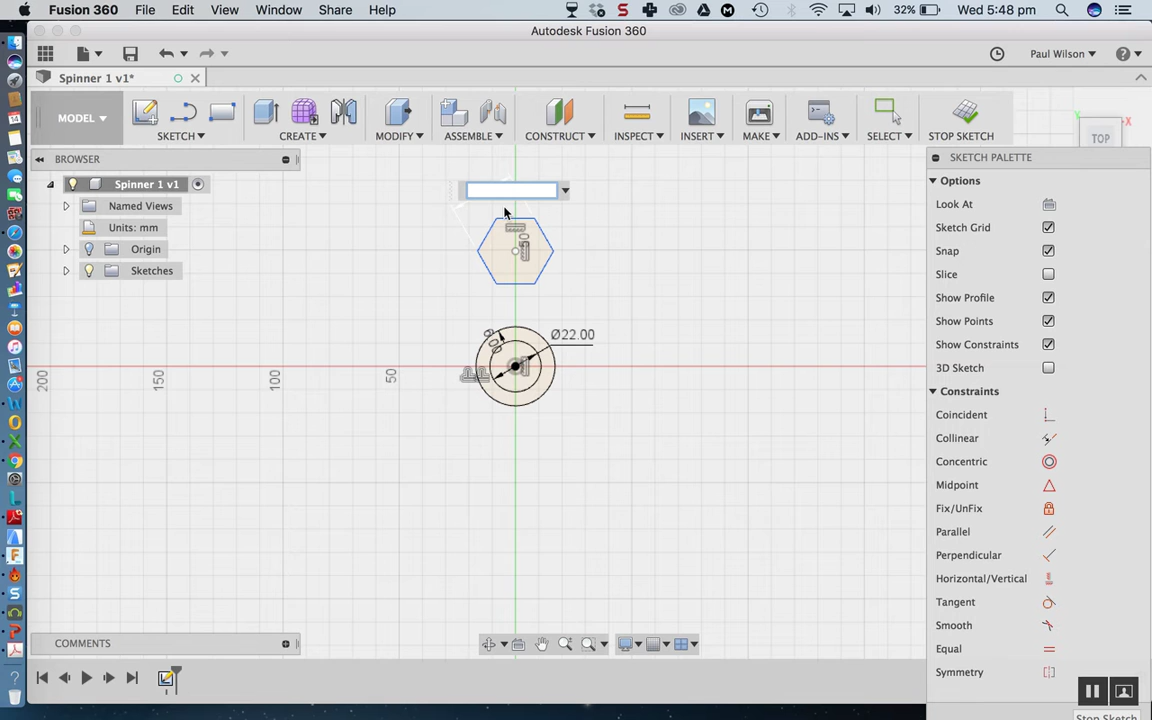 Fusion 360 File Edit View Window Share Help 32% Wed 5:48 pm
Autodesk Fusion 360
Paul Wilson
Spinner 1 v1*
MODEL SKETCH CREATE MODIFY ASSEMBLE CONSTRUCT INSPECT INSERT MAKE ADD-INS SELECT STOP SKETCH
TOP
X
Y
BROWSER
Spinner 1 v1
Named Views
Units: mm
Origin
Sketches
SKETCH PALETTE
Options
Look At
Sketch Grid
Snap
Slice
Show Profile
Show Points
Show Constraints
3D Sketch
Constraints
Coincident
Collinear
Concentric
Midpoint
Fix/UnFix
Parallel
Perpendicular
Horizontal/Vertical
Tangent
Smooth
Equal
Symmetry
Ø22.00
200 150 100 50
COMMENTS
Stop Sketch